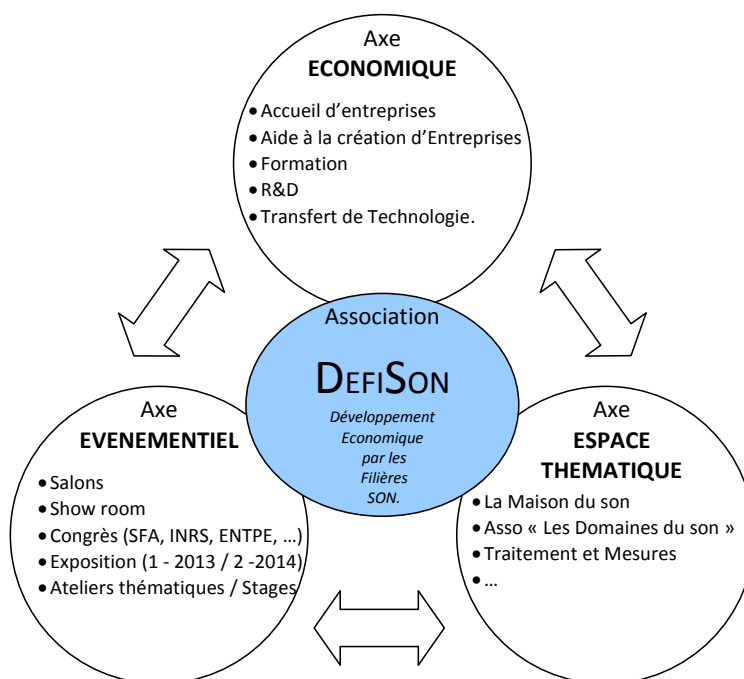 Axe
ECONOMIQUE
• Accueil d'entreprises
• Aide à la création d'Entreprises
• Formation
• R&D
• Transfert de Technologie.
Association
DEFISON
Développement
Economique
par les
Filières
SON.
Axe
EVENEMENTIEL
• Salons
• Show room
• Congrès (SFA, INRS, ENTPE, …)
• Exposition (1 - 2013 / 2 -2014)
• Ateliers thématiques / Stages
Axe
ESPACE
THEMATIQUE
• La Maison du son
• Asso « Les Domaines du son »
• Traitement et Mesures
• …